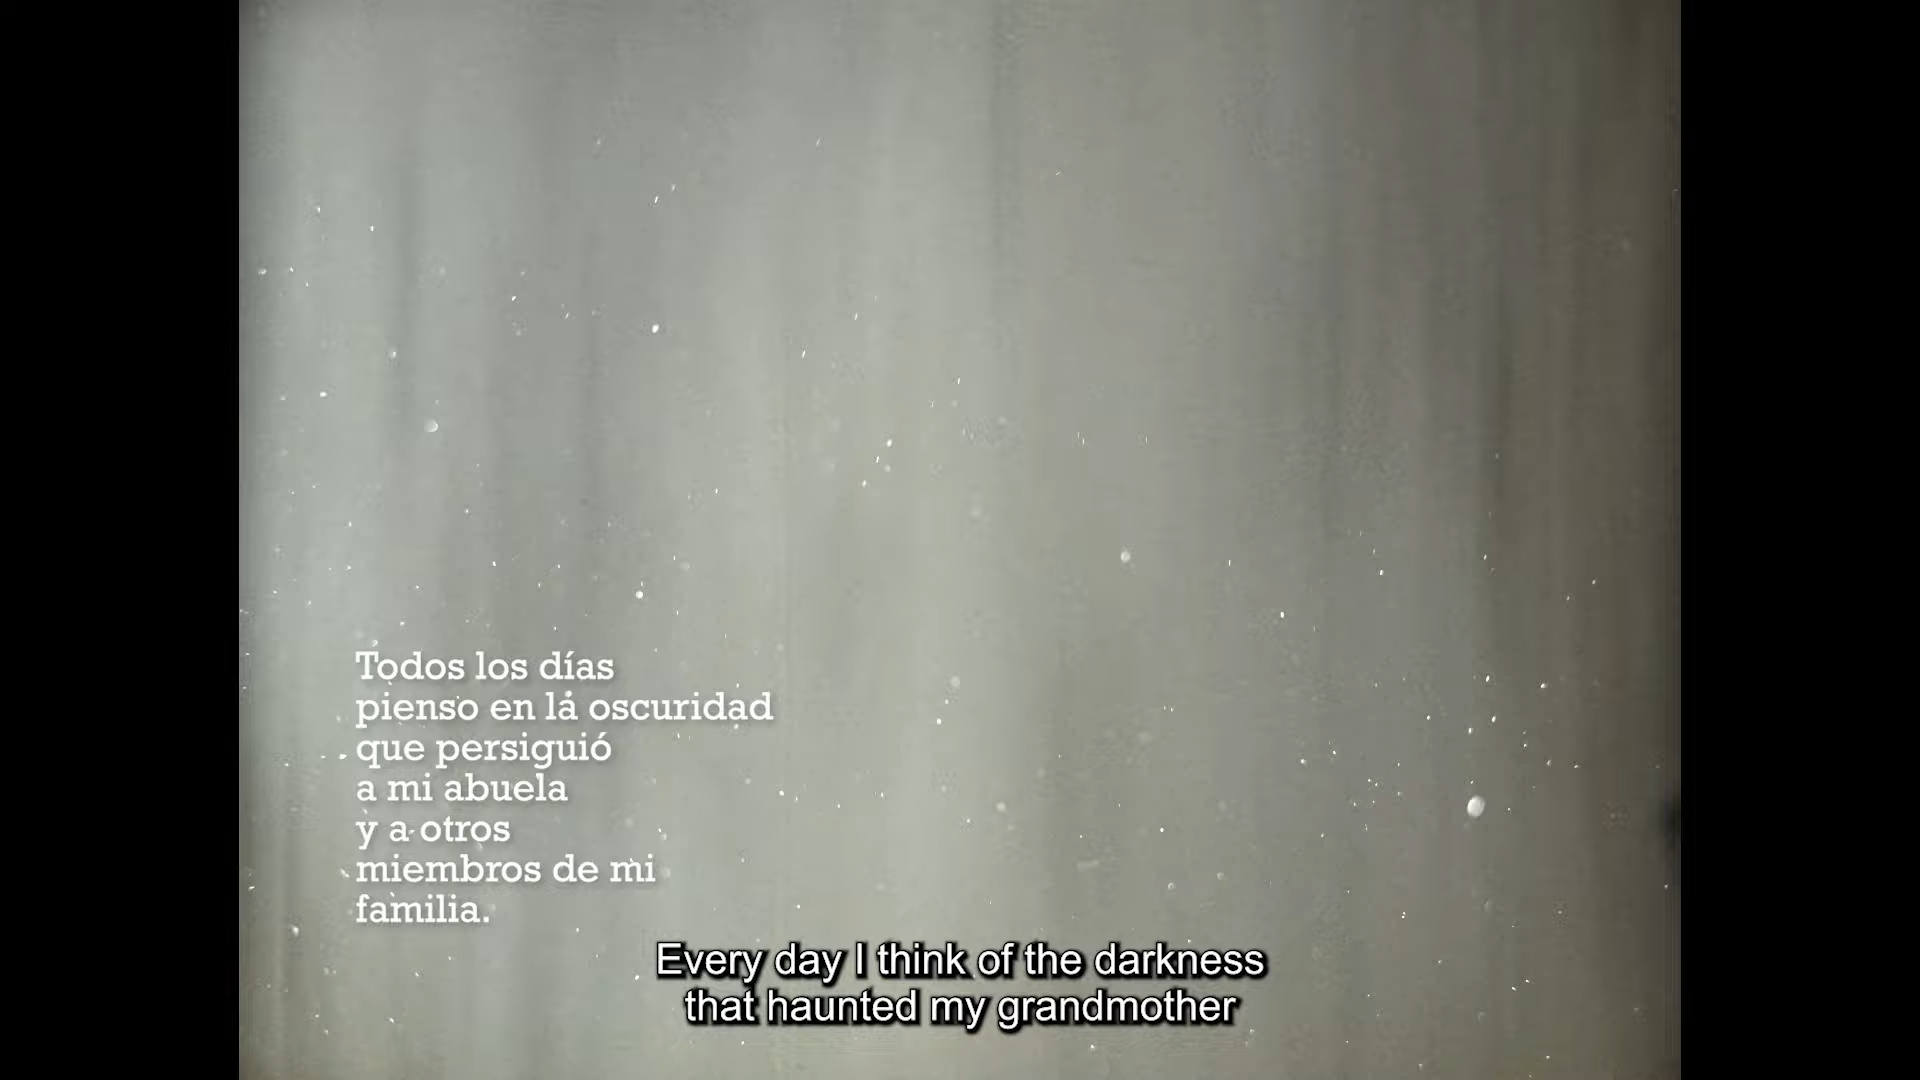 Todos los días
pienso en la oscuridad
que persiguió
a mi abuela
y a otros
miembros de mi
familia.
Every day I think of the darkness
that haunted my grandmother